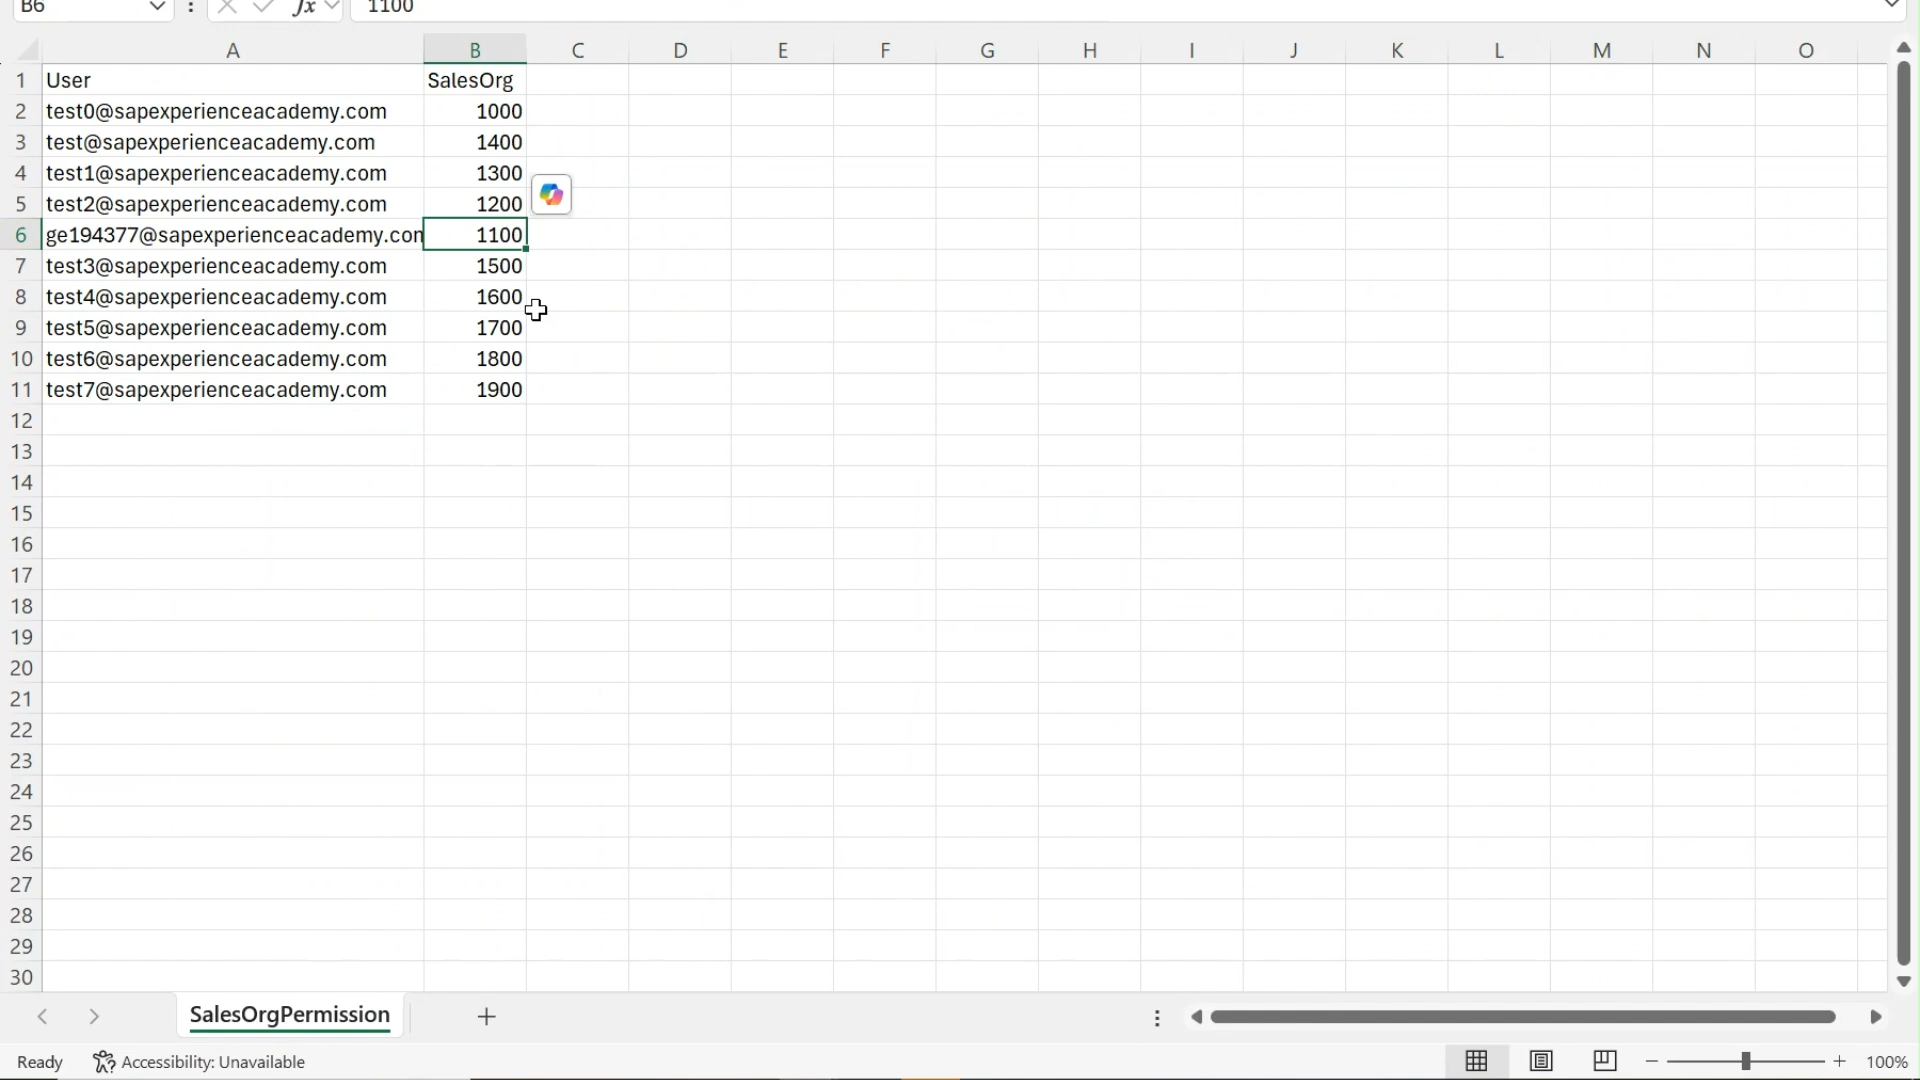 B6 fx 1100
A B C D E F G H I J K L M N O
1 User SalesOrg
2 test0@sapexperienceacademy.com 1000
3 test@sapexperienceacademy.com 1400
4 test1@sapexperienceacademy.com 1300
5 test2@sapexperienceacademy.com 1200
6 ge194377@sapexperienceacademy.con 1100
7 test3@sapexperienceacademy.com 1500
8 test4@sapexperienceacademy.com 1600
9 test5@sapexperienceacademy.com 1700
10 test6@sapexperienceacademy.com 1800
11 test7@sapexperienceacademy.com 1900
12
13
14
15
16
17
18
19
20
21
22
23
24
25
26
27
28
29
30
SalesOrgPermission
Ready Accessibility: Unavailable 100%